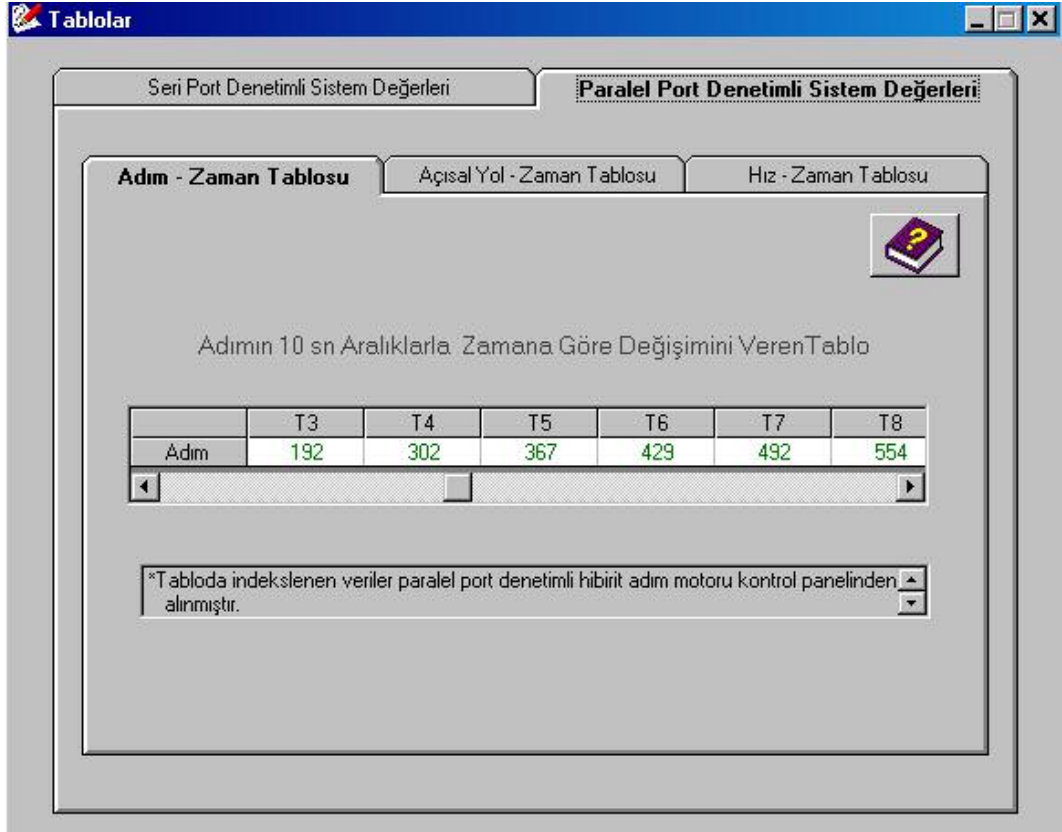 Tablolar
Seri Port Denetimli Sistem Değerleri
Paralel Port Denetimli Sistem Değerleri
Adım - Zaman Tablosu
Açısal Yol - Zaman Tablosu
Hız - Zaman Tablosu
Adımın 10 sn Aralıklarla Zamana Göre Değişimini VerenTablo
T3 T4 T5 T6 T7 T8
Adım 192 302 367 429 492 554
*Tabloda indekslenen veriler paralel port denetimli hibirit adım motoru kontrol panelinden
alınmıştır.